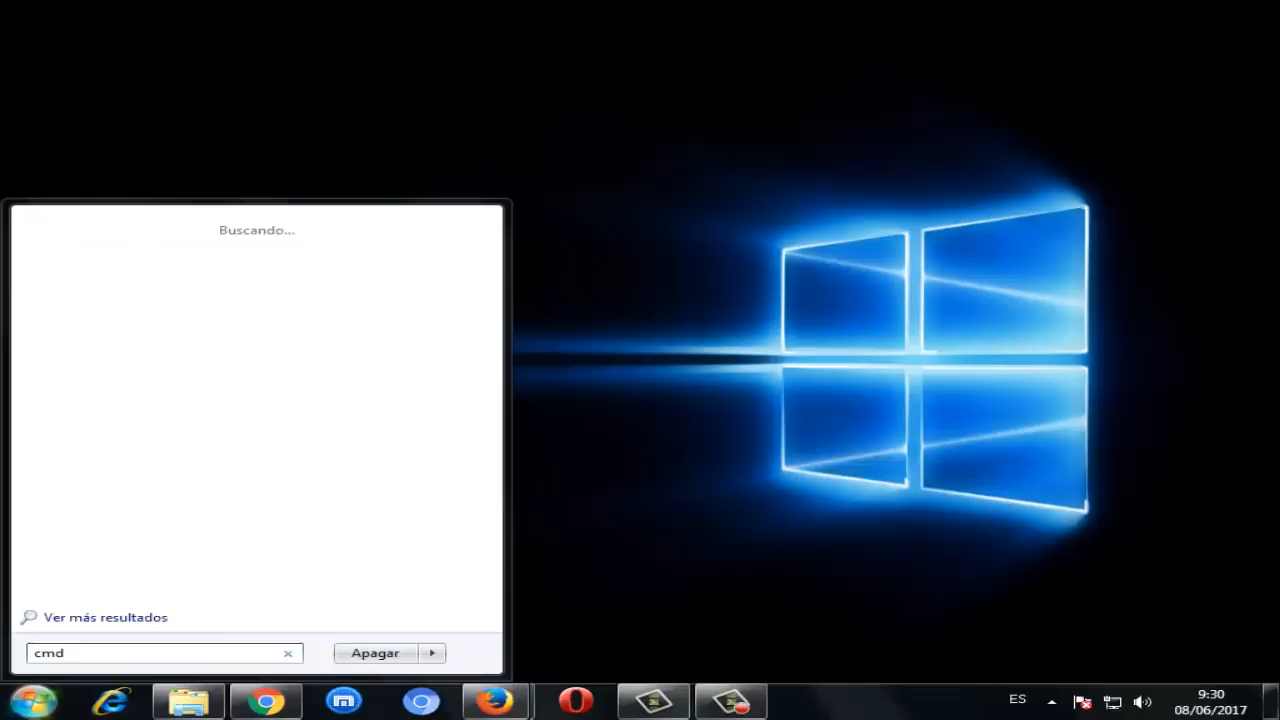 Buscando...
Ver más resultados
cmd
Apagar
ES
9:30
08/06/2017